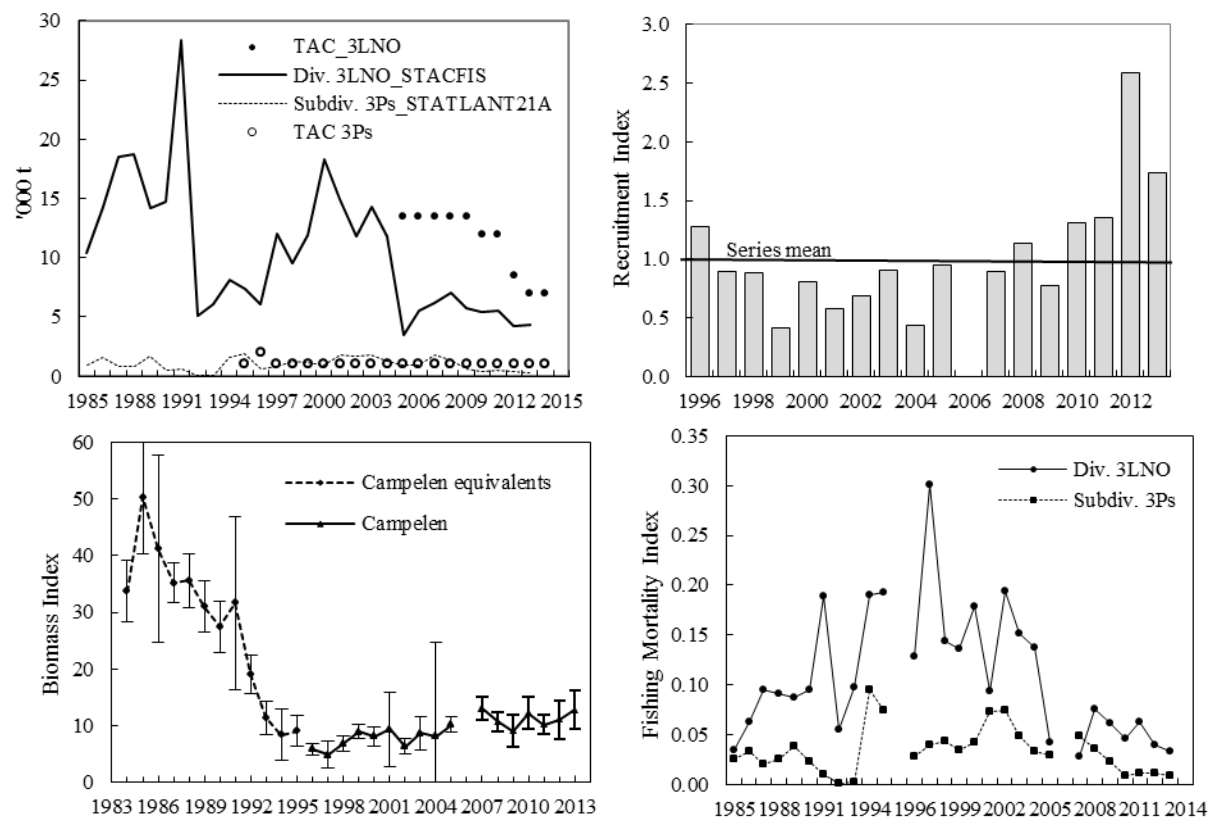 '000 t
30
25
20
15
10
5
0
TAC_3LNO
Div. 3LNO_STACFIS
Subdiv. 3Ps_STATLANT21A
TAC 3Ps
1985 1988 1991 1994 1997 2000 2003 2006 2009 2012 2015
Recruitment Index
3.0
2.5
2.0
1.5
1.0
0.5
0.0
Series mean
1996 1998 2000 2002 2004 2006 2008 2010 2012
Biomass Index
60
50
40
30
20
10
0
Campelen equivalents
Campelen
1983 1986 1989 1992 1995 1998 2001 2004 2007 2010 2013
Fishing Mortality Index
0.35
0.30
0.25
0.20
0.15
0.10
0.05
0.00
Div. 3LNO
Subdiv. 3Ps
1985 1988 1991 1994 1996 1999 2002 2005 2008 2011 2014